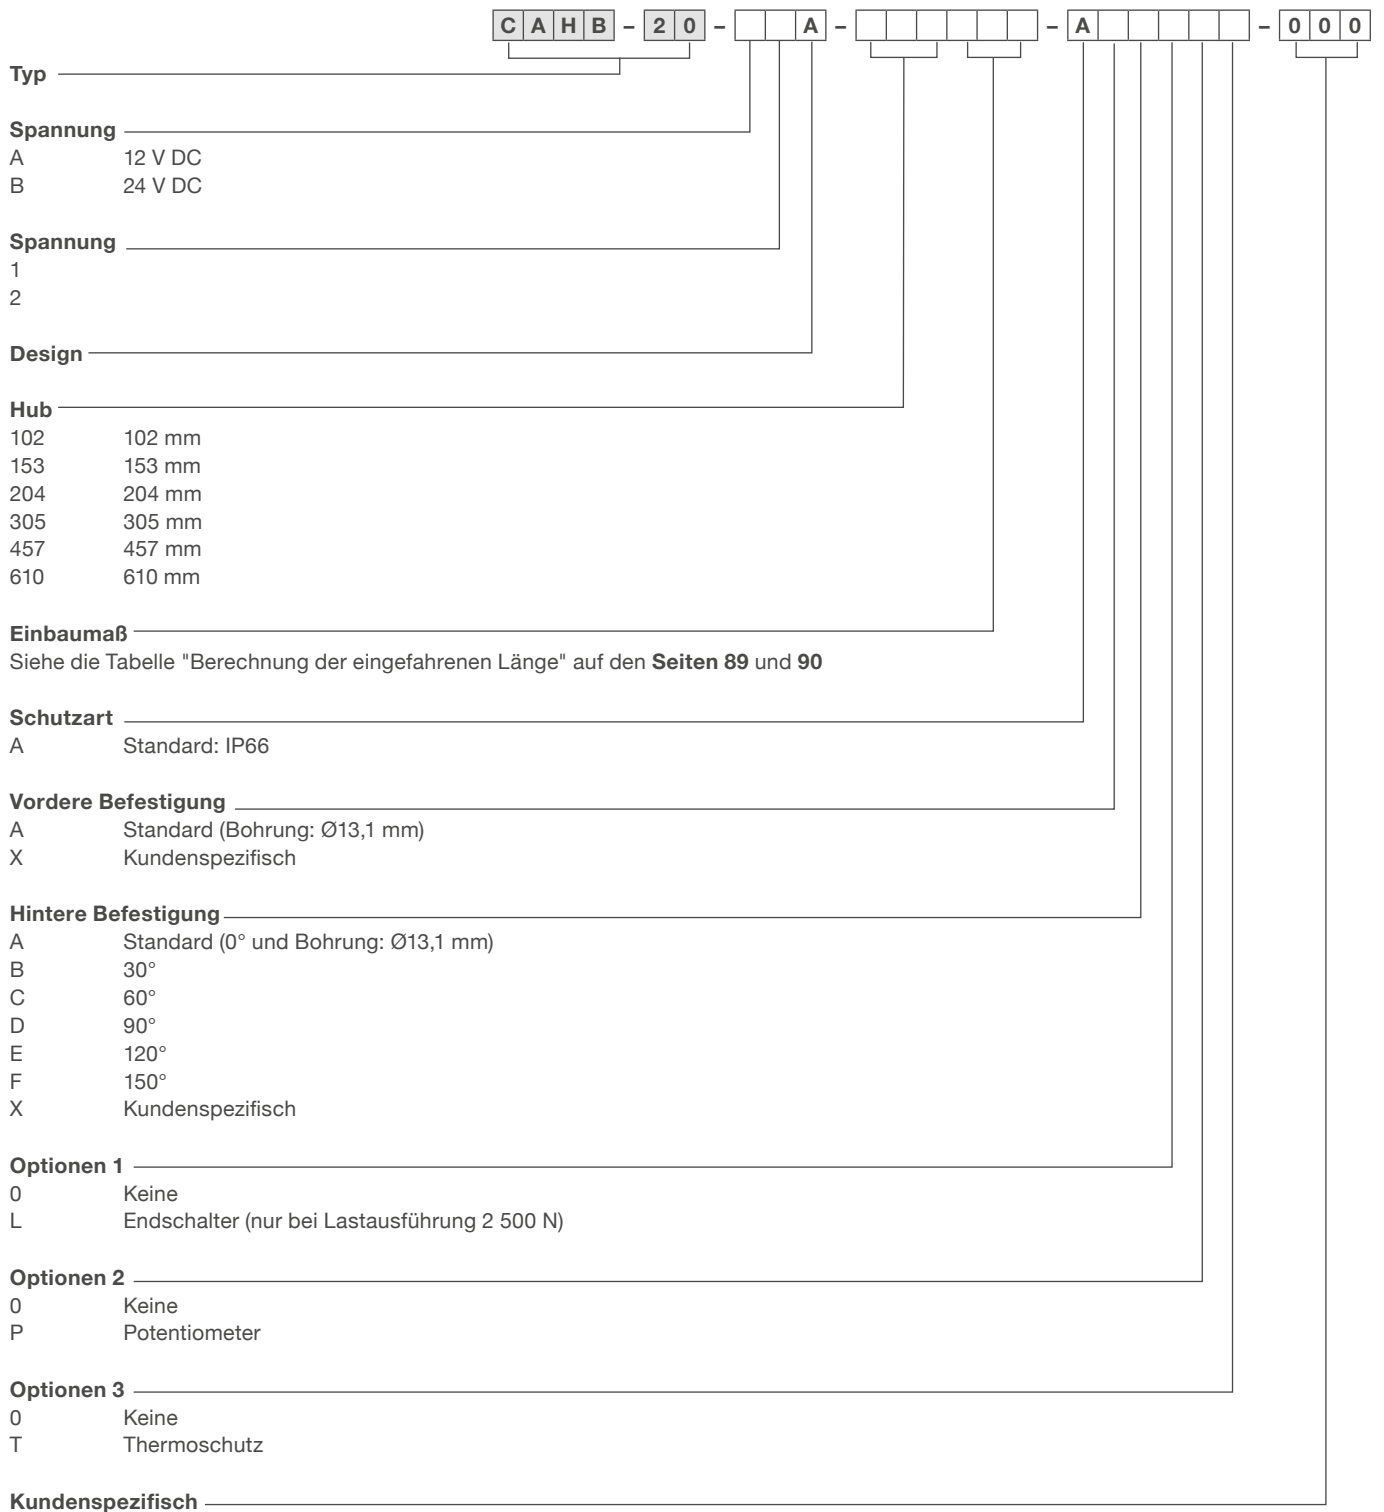 C A H B – 2 0 – A – – A – 0 0 0
Typ
Spannung
A 12 V DC
B 24 V DC
Spannung
1
2
Design
Hub
102 102 mm
153 153 mm
204 204 mm
305 305 mm
457 457 mm
610 610 mm
Einbaumaß
Siehe die Tabelle "Berechnung der eingefahrenen Länge" auf den Seiten 89 und 90
Schutzart
A Standard: IP66
Vordere Befestigung
A Standard (Bohrung: Ø13,1 mm)
X Kundenspezifisch
Hintere Befestigung
A Standard (0° und Bohrung: Ø13,1 mm)
B 30°
C 60°
D 90°
E 120°
F 150°
X Kundenspezifisch
Optionen 1
0 Keine
L Endschalter (nur bei Lastausführung 2 500 N)
Optionen 2
0 Keine
P Potentiometer
Optionen 3
0 Keine
T Thermoschutz
Kundenspezifisch